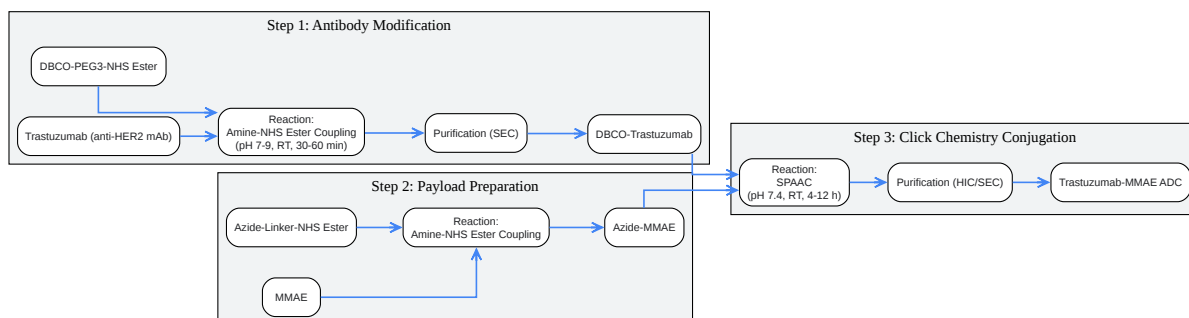 Step 1: Antibody Modification
DBCO-PEG3-NHS Ester
Trastuzumab (anti-HER2 mAb)
Reaction:
Amine-NHS Ester Coupling
(pH 7-9, RT, 30-60 min)
Purification (SEC)
DBCO-Trastuzumab
Step 2: Payload Preparation
Azide-Linker-NHS Ester
MMAE
Reaction:
Amine-NHS Ester Coupling
Azide-MMAE
Step 3: Click Chemistry Conjugation
Reaction:
SPAAC
(pH 7.4, RT, 4-12 h)
Purification (HIC/SEC)
Trastuzumab-MMAE ADC